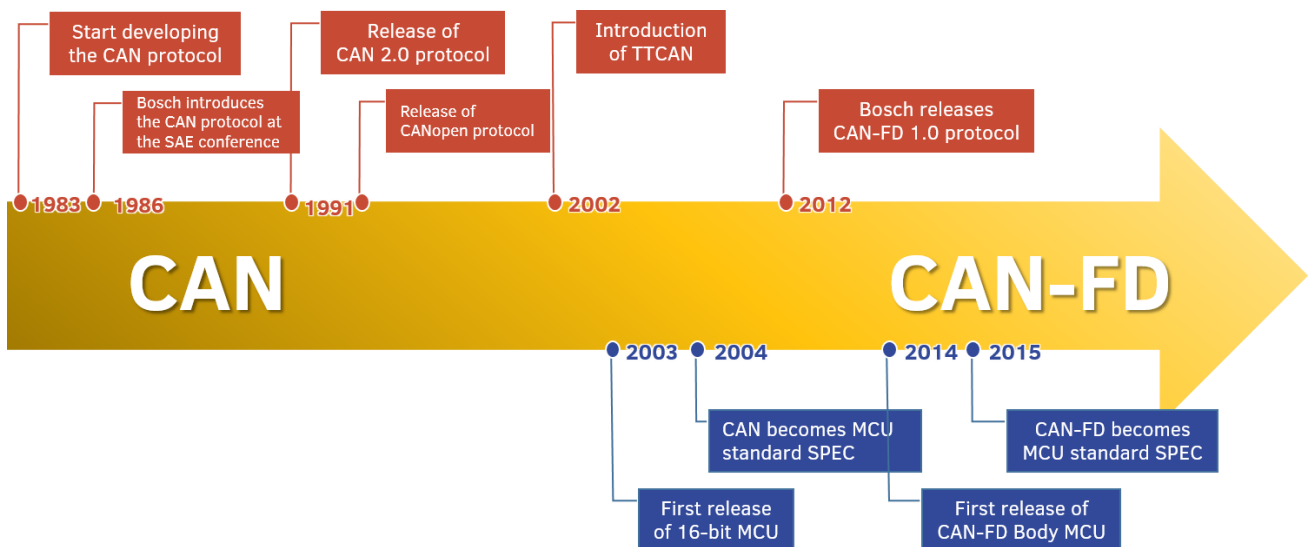 Start developing
the CAN protocol
Release of
CAN 2.0 protocol
Introduction
of TTCAN
Bosch introduces
the CAN protocol at
the SAE conference
Release of
CANopen protocol
Bosch releases
CAN-FD 1.0 protocol
1983
1986
1991
2002
2012
CAN
CAN-FD
2003
2004
2014
2015
CAN becomes MCU
standard SPEC
CAN-FD becomes
MCU standard SPEC
First release
of 16-bit MCU
First release of
CAN-FD Body MCU